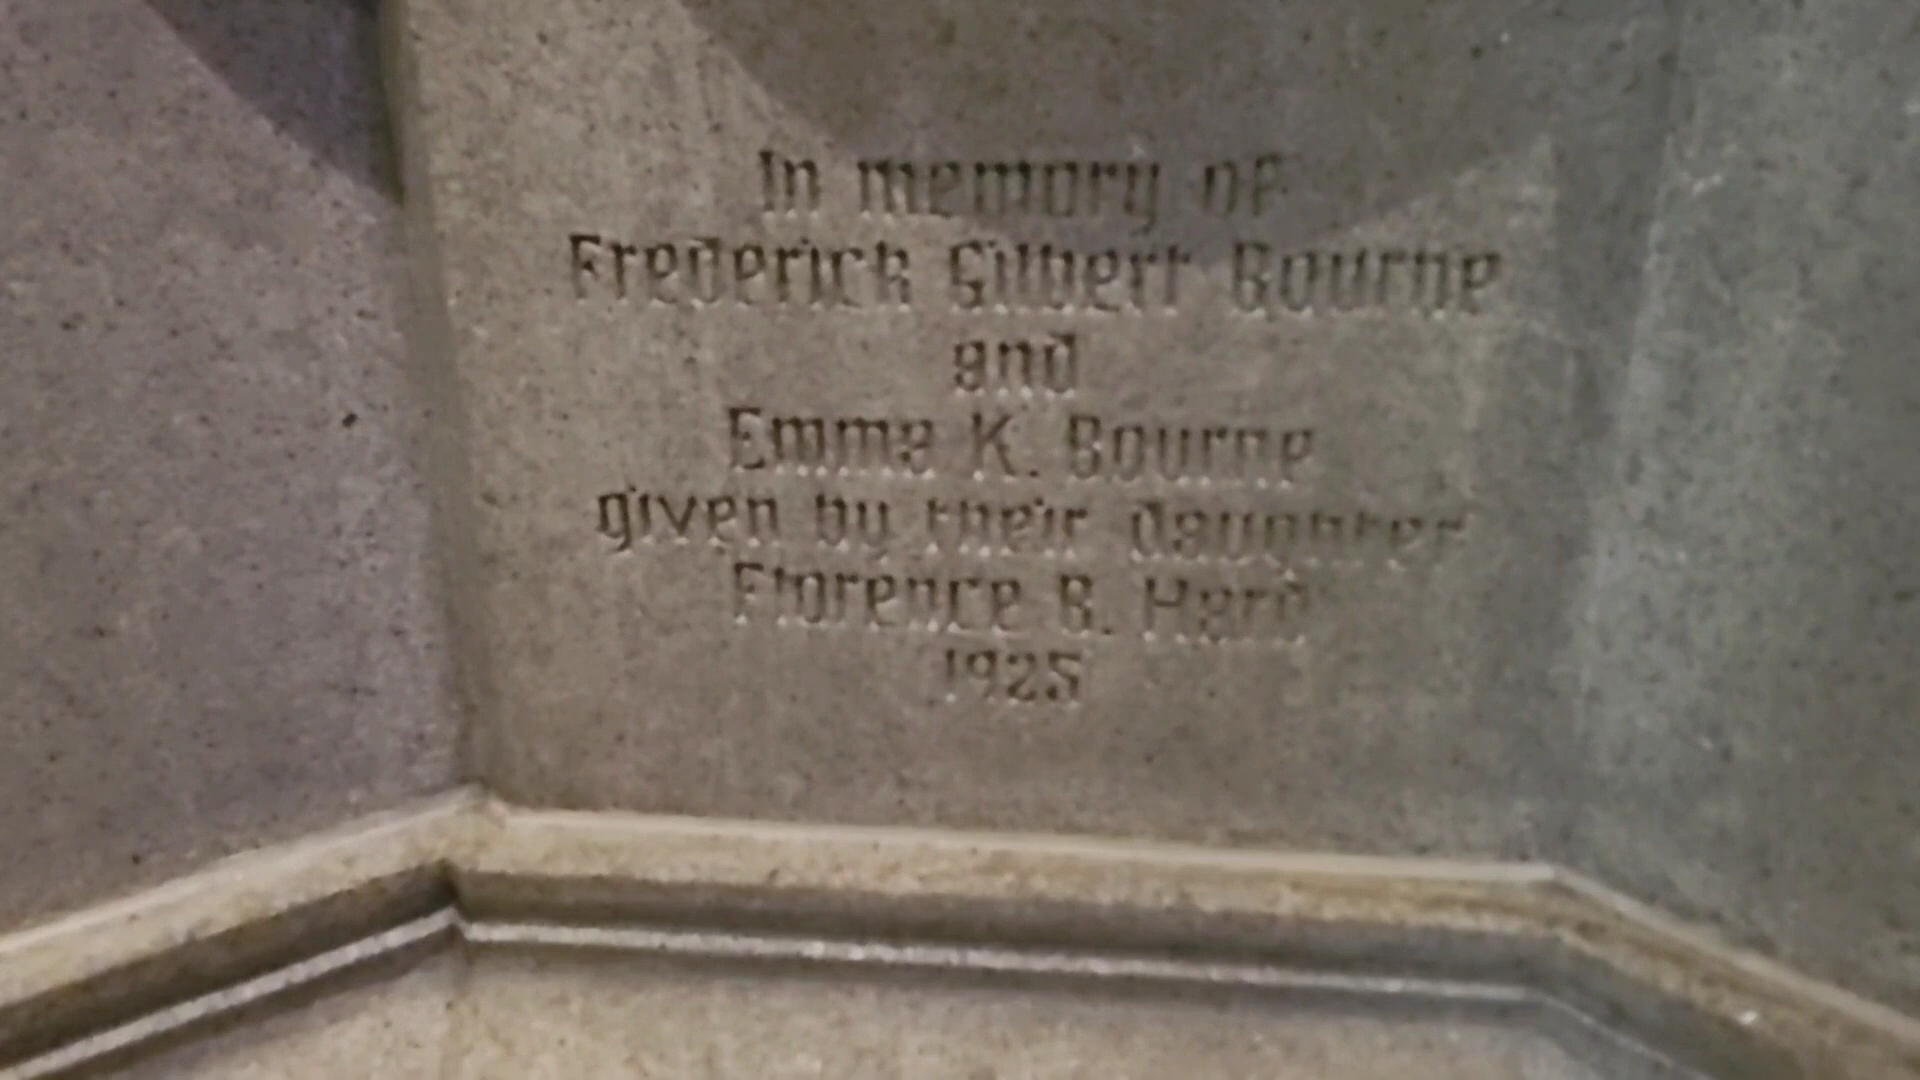 In memory of
Frederick Gilbert Bourne
and
Emma K. Bourne
given by their daughter
Florence B. Hard
1925